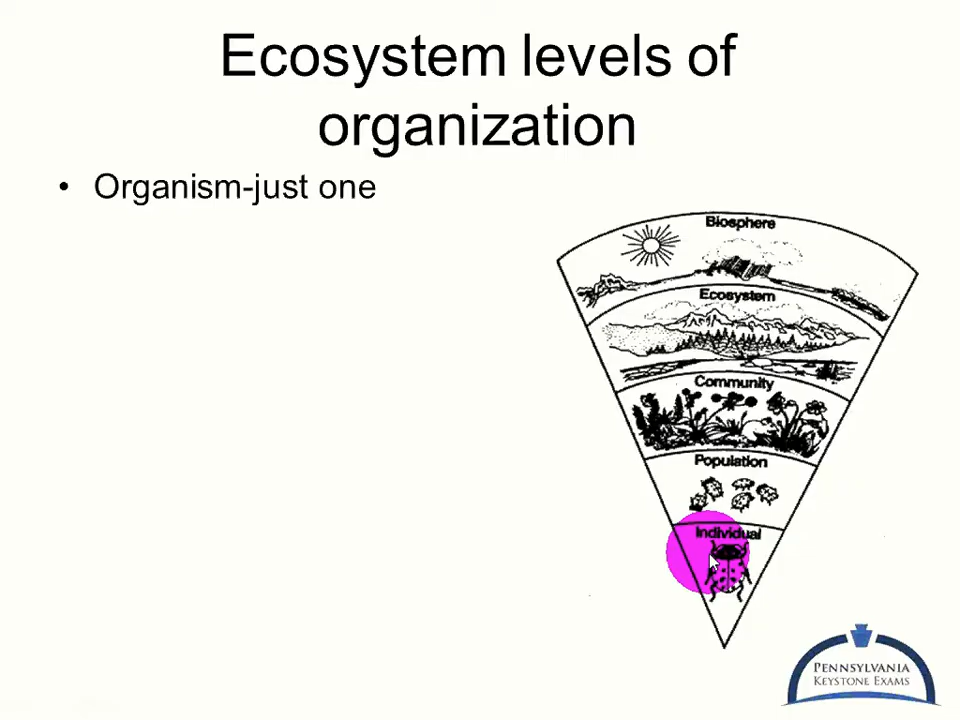 Ecosystem levels of
organization
• Organism-just one
Biosphere
Ecosystem
Community
Population
Individual
PENNSYLVANIA
KEYSTONE EXAMS